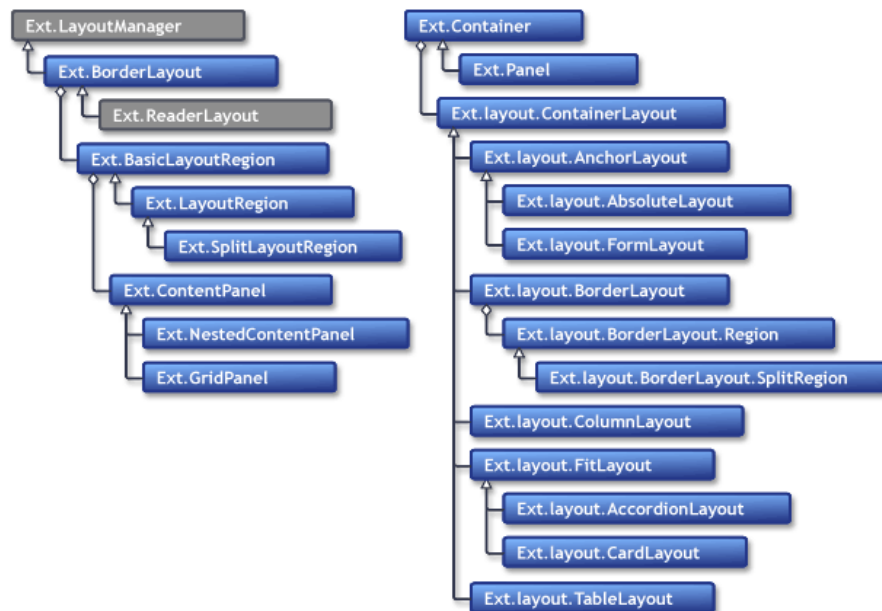 Ext.LayoutManager
Ext.BorderLayout
Ext.ReaderLayout
Ext.BasicLayoutRegion
Ext.LayoutRegion
Ext.SplitLayoutRegion
Ext.ContentPanel
Ext.NestedContentPanel
Ext.GridPanel
Ext.Container
Ext.Panel
Ext.layout.ContainerLayout
Ext.layout.AnchorLayout
Ext.layout.AbsoluteLayout
Ext.layout.FormLayout
Ext.layout.BorderLayout
Ext.layout.BorderLayout.Region
Ext.layout.BorderLayout.SplitRegion
Ext.layout.ColumnLayout
Ext.layout.FitLayout
Ext.layout.AccordionLayout
Ext.layout.CardLayout
Ext.layout.TableLayout